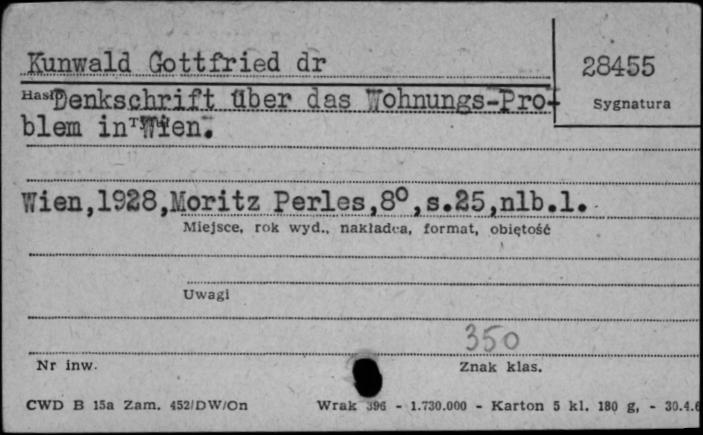 Kunwald Gottfried dr
28455
Sygnatura
Hasło
Denkschrift über das Wohnungs-Pro-
blem in Wien.
Wien,1928,Moritz Perles,8°,s.25,nlb.1.
Miejsce, rok wyd., nakładca, format, obiętość
Uwagi
350
Nr inw.
Znak klas.
CWD B 15a Zam. 452/DW/On Wrak 396 - 1.730.000 - Karton 5 kl. 180 g, - 30.4.6